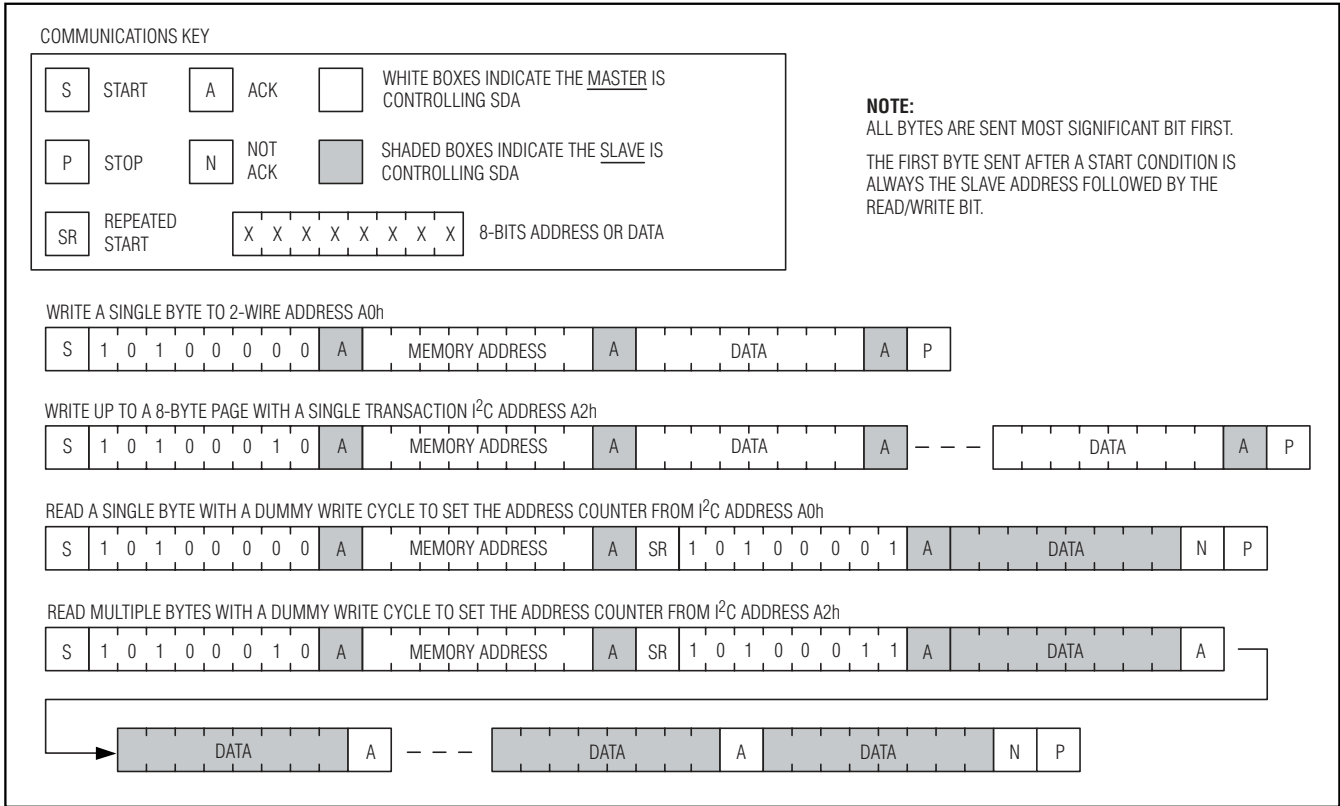 COMMUNICATIONS KEY
S START A ACK WHITE BOXES INDICATE THE MASTER IS
CONTROLLING SDA
P STOP N NOT
ACK SHADED BOXES INDICATE THE SLAVE IS
CONTROLLING SDA
SR REPEATED
START X X X X X X X X 8-BITS ADDRESS OR DATA
NOTE:
ALL BYTES ARE SENT MOST SIGNIFICANT BIT FIRST.
THE FIRST BYTE SENT AFTER A START CONDITION IS
ALWAYS THE SLAVE ADDRESS FOLLOWED BY THE
READ/WRITE BIT.
WRITE A SINGLE BYTE TO 2-WIRE ADDRESS A0h
S 1 0 1 0 0 0 0 0 A MEMORY ADDRESS A DATA A P
WRITE UP TO A 8-BYTE PAGE WITH A SINGLE TRANSACTION I²C ADDRESS A2h
S 1 0 1 0 0 0 1 0 A MEMORY ADDRESS A DATA A – – – DATA A P
READ A SINGLE BYTE WITH A DUMMY WRITE CYCLE TO SET THE ADDRESS COUNTER FROM I²C ADDRESS A0h
S 1 0 1 0 0 0 0 0 A MEMORY ADDRESS A SR 1 0 1 0 0 0 0 1 A DATA N P
READ MULTIPLE BYTES WITH A DUMMY WRITE CYCLE TO SET THE ADDRESS COUNTER FROM I²C ADDRESS A2h
S 1 0 1 0 0 0 1 0 A MEMORY ADDRESS A SR 1 0 1 0 0 0 1 1 A DATA A
DATA A – – – DATA A DATA N P